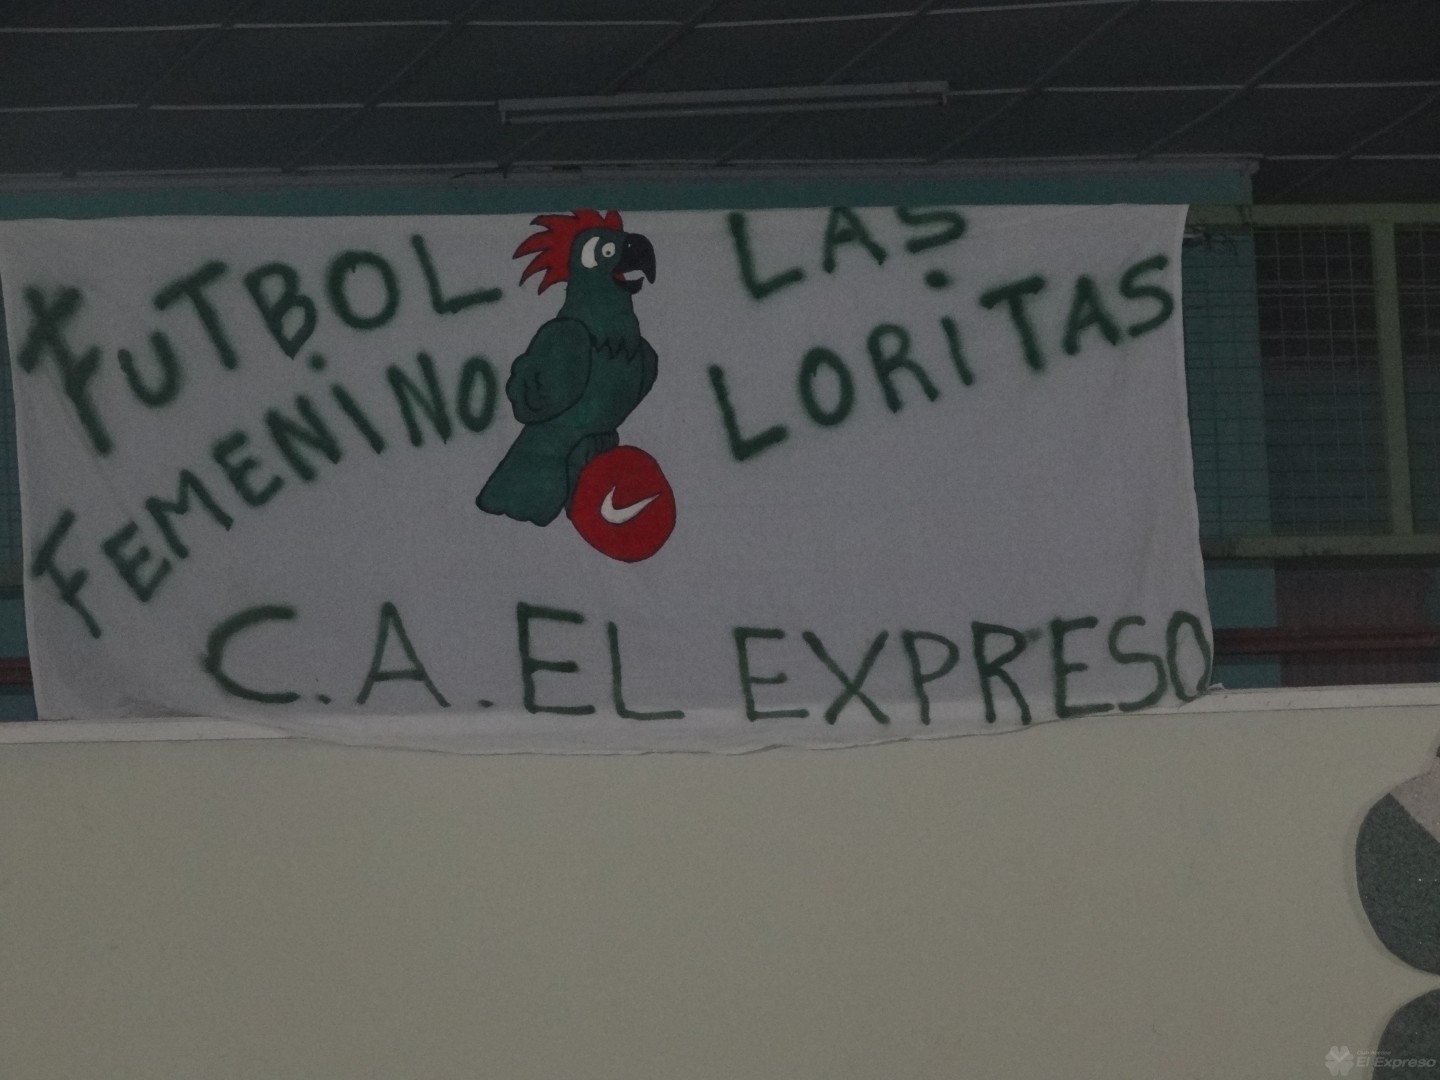 FUTBOL
FEMENINO
LAS
LORITAS
C.A. EL EXPRESO
El Expreso